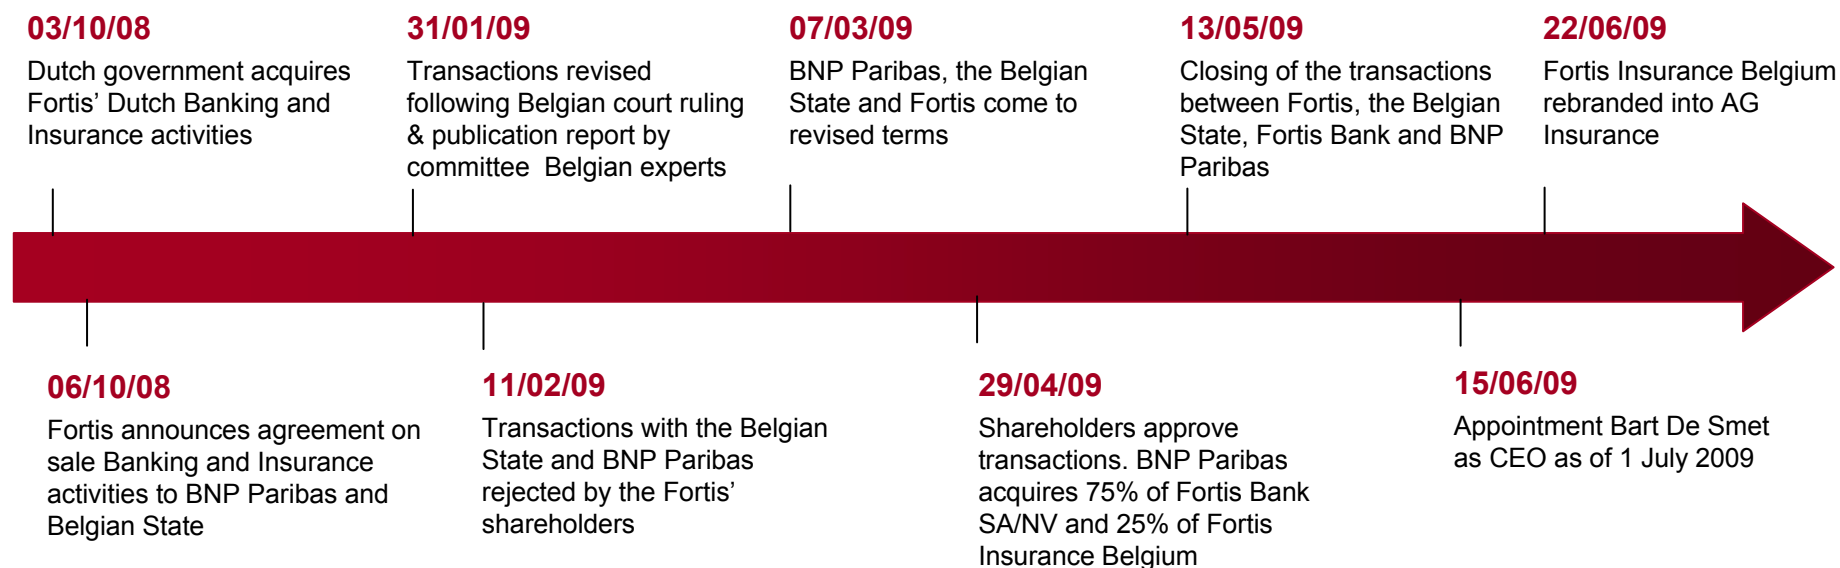 03/10/08
Dutch government acquires
Fortis’ Dutch Banking and
Insurance activities
31/01/09
Transactions revised
following Belgian court ruling
& publication report by
committee  Belgian experts
07/03/09
BNP Paribas, the Belgian
State and Fortis come to
revised terms
13/05/09
Closing of the transactions
between Fortis, the Belgian
State, Fortis Bank and BNP
Paribas
22/06/09
Fortis Insurance Belgium
rebranded into AG
Insurance
06/10/08
Fortis announces agreement on
sale Banking and Insurance
activities to BNP Paribas and
Belgian State
11/02/09
Transactions with the Belgian
State and BNP Paribas
rejected by the Fortis’
shareholders
29/04/09
Shareholders approve
transactions. BNP Paribas
acquires 75% of Fortis Bank
SA/NV and 25% of Fortis
Insurance Belgium
15/06/09
Appointment Bart De Smet
as CEO as of 1 July 2009